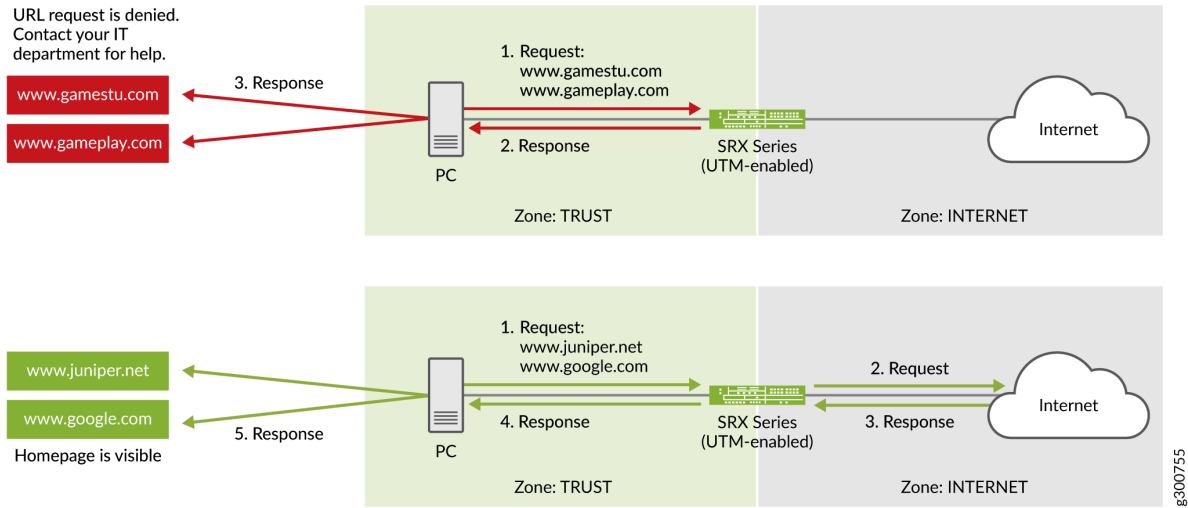 URL request is denied.
Contact your IT
department for help.
www.gamestu.com
www.gameplay.com
3. Response
1. Request:
www.gamestu.com
www.gameplay.com
2. Response
PC
SRX Series
(UTM-enabled)
Internet
Zone: TRUST
Zone: INTERNET
www.juniper.net
www.google.com
Homepage is visible
5. Response
1. Request:
www.juniper.net
www.google.com
4. Response
PC
SRX Series
(UTM-enabled)
2. Request
3. Response
Internet
Zone: TRUST
Zone: INTERNET
g300755